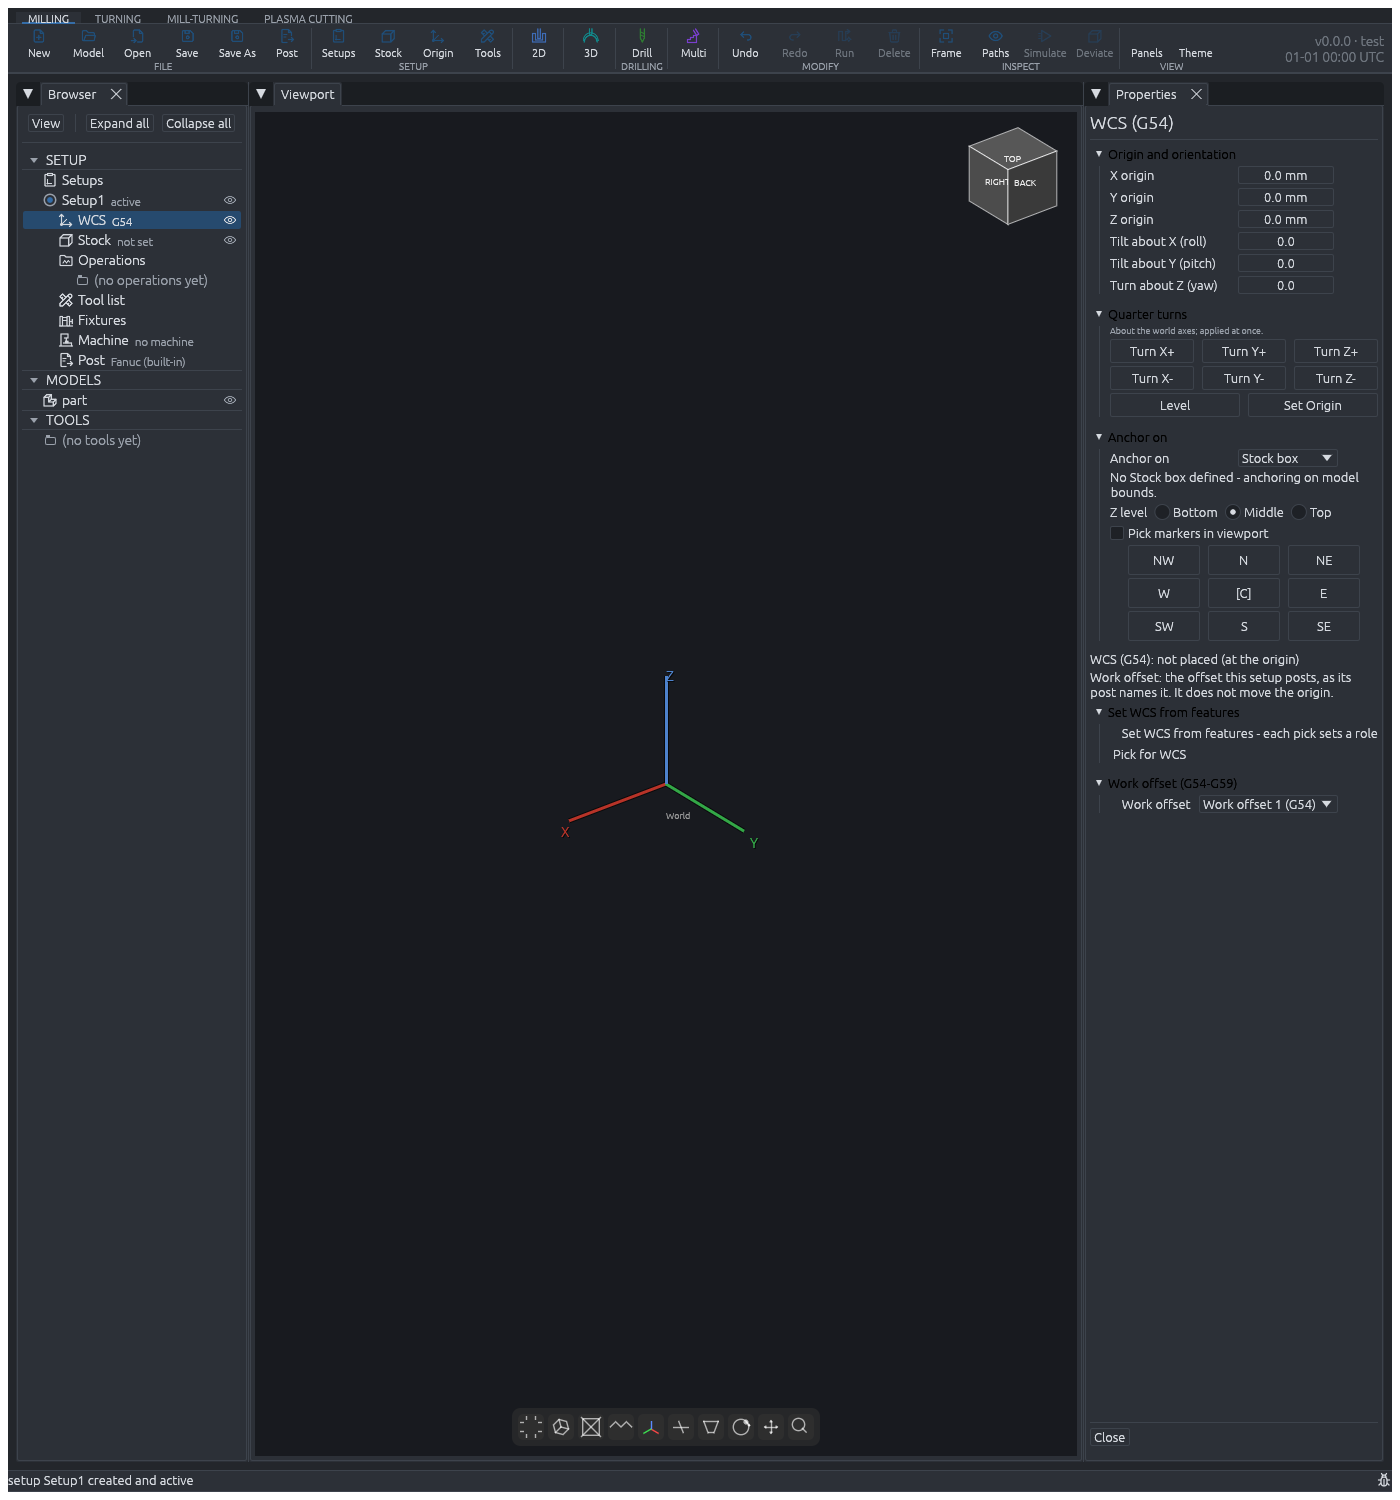 MILLING TURNING MILL-TURNING PLASMA CUTTING
New Model Open Save Save As Post Setups Stock Origin Tools 2D 3D Drill Multi Undo Redo Run Delete Frame Paths Simulate Deviate Panels Theme
FILE SETUP DRILLING MODIFY INSPECT VIEW
v0.0.0 · test
01-01 00:00 UTC
Browser
View Expand all Collapse all
SETUP
Setups
Setup1 active
WCS G54
Stock not set
Operations
(no operations yet)
Tool list
Fixtures
Machine no machine
Post Fanuc (built-in)
MODELS
part
TOOLS
(no tools yet)
Viewport
TOP
RIGHT BACK
Z
X
World
Y
Properties
WCS (G54)
Origin and orientation
X origin 0.0 mm
Y origin 0.0 mm
Z origin 0.0 mm
Tilt about X (roll) 0.0
Tilt about Y (pitch) 0.0
Turn about Z (yaw) 0.0
Quarter turns
About the world axes; applied at once.
Turn X+ Turn Y+ Turn Z+
Turn X- Turn Y- Turn Z-
Level Set Origin
Anchor on
Anchor on Stock box
No Stock box defined - anchoring on model
bounds.
Z level Bottom Middle Top
Pick markers in viewport
NW N NE
W [C] E
SW S SE
WCS (G54): not placed (at the origin)
Work offset: the offset this setup posts, as its
post names it. It does not move the origin.
Set WCS from features
Set WCS from features - each pick sets a role
Pick for WCS
Work offset (G54-G59)
Work offset Work offset 1 (G54)
Close
setup Setup1 created and active